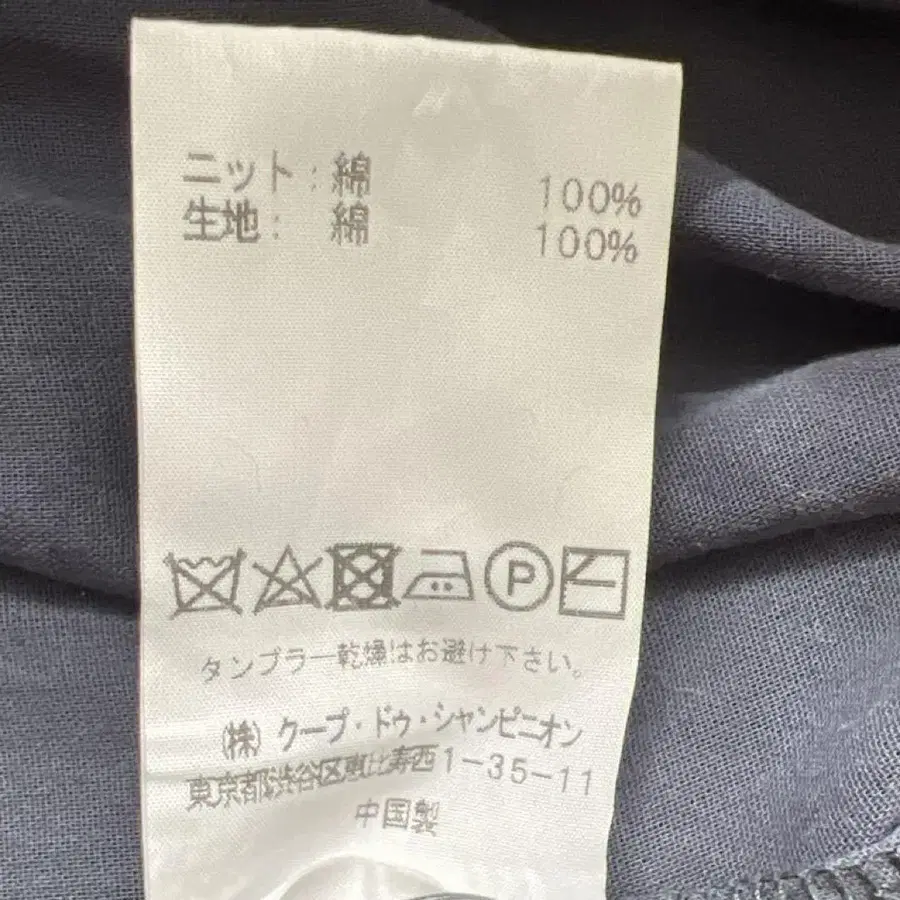 ニット:綿 100%
生地: 綿 100%
P
タンブラー乾燥はお避け下さい。
(株)クープ・ドゥ・シャンピニオン
東京都渋谷区恵比寿西1-35-11
中国製